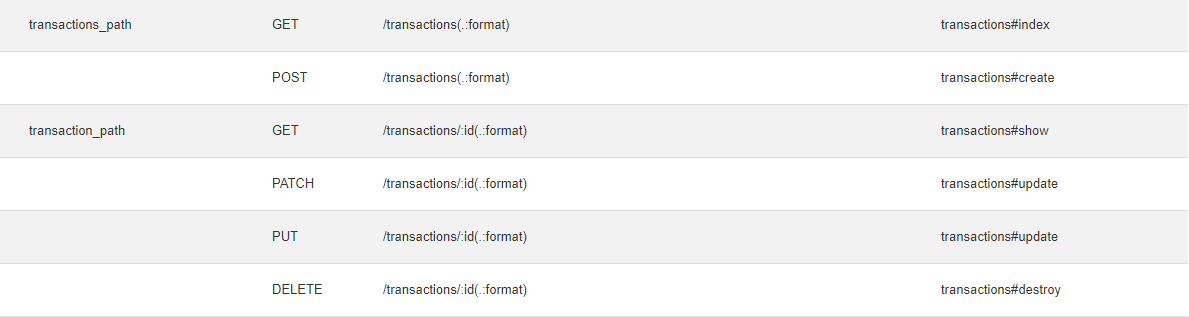 transactions_path GET /transactions(.:format) transactions#index
POST /transactions(.:format) transactions#create
transaction_path GET /transactions/:id(.:format) transactions#show
PATCH /transactions/:id(.:format) transactions#update
PUT /transactions/:id(.:format) transactions#update
DELETE /transactions/:id(.:format) transactions#destroy